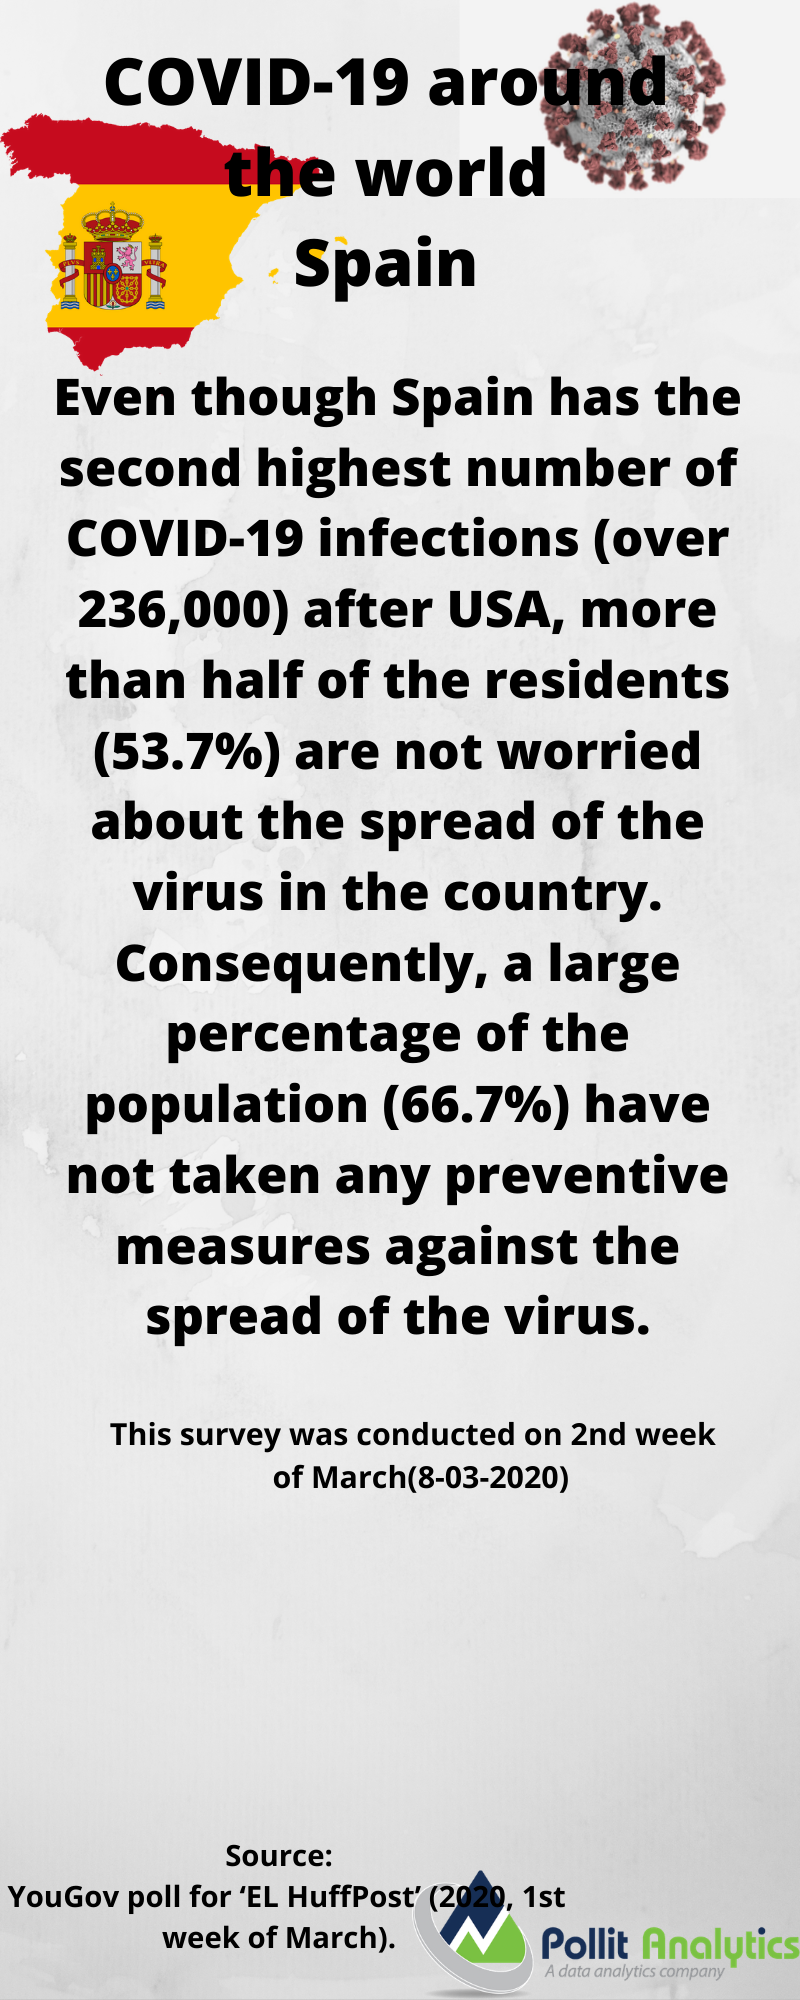 COVID-19 around
the world
Spain
PLVS VLTRA
Even though Spain has the
second highest number of
COVID-19 infections (over
236,000) after USA, more
than half of the residents
(53.7%) are not worried
about the spread of the
virus in the country.
Consequently, a large
percentage of the
population (66.7%) have
not taken any preventive
measures against the
spread of the virus.
This survey was conducted on 2nd week
of March(8-03-2020)
Source:
YouGov poll for ‘EL HuffPost’ (2020, 1st
week of March).
Pollit Analytics
A data analytics company